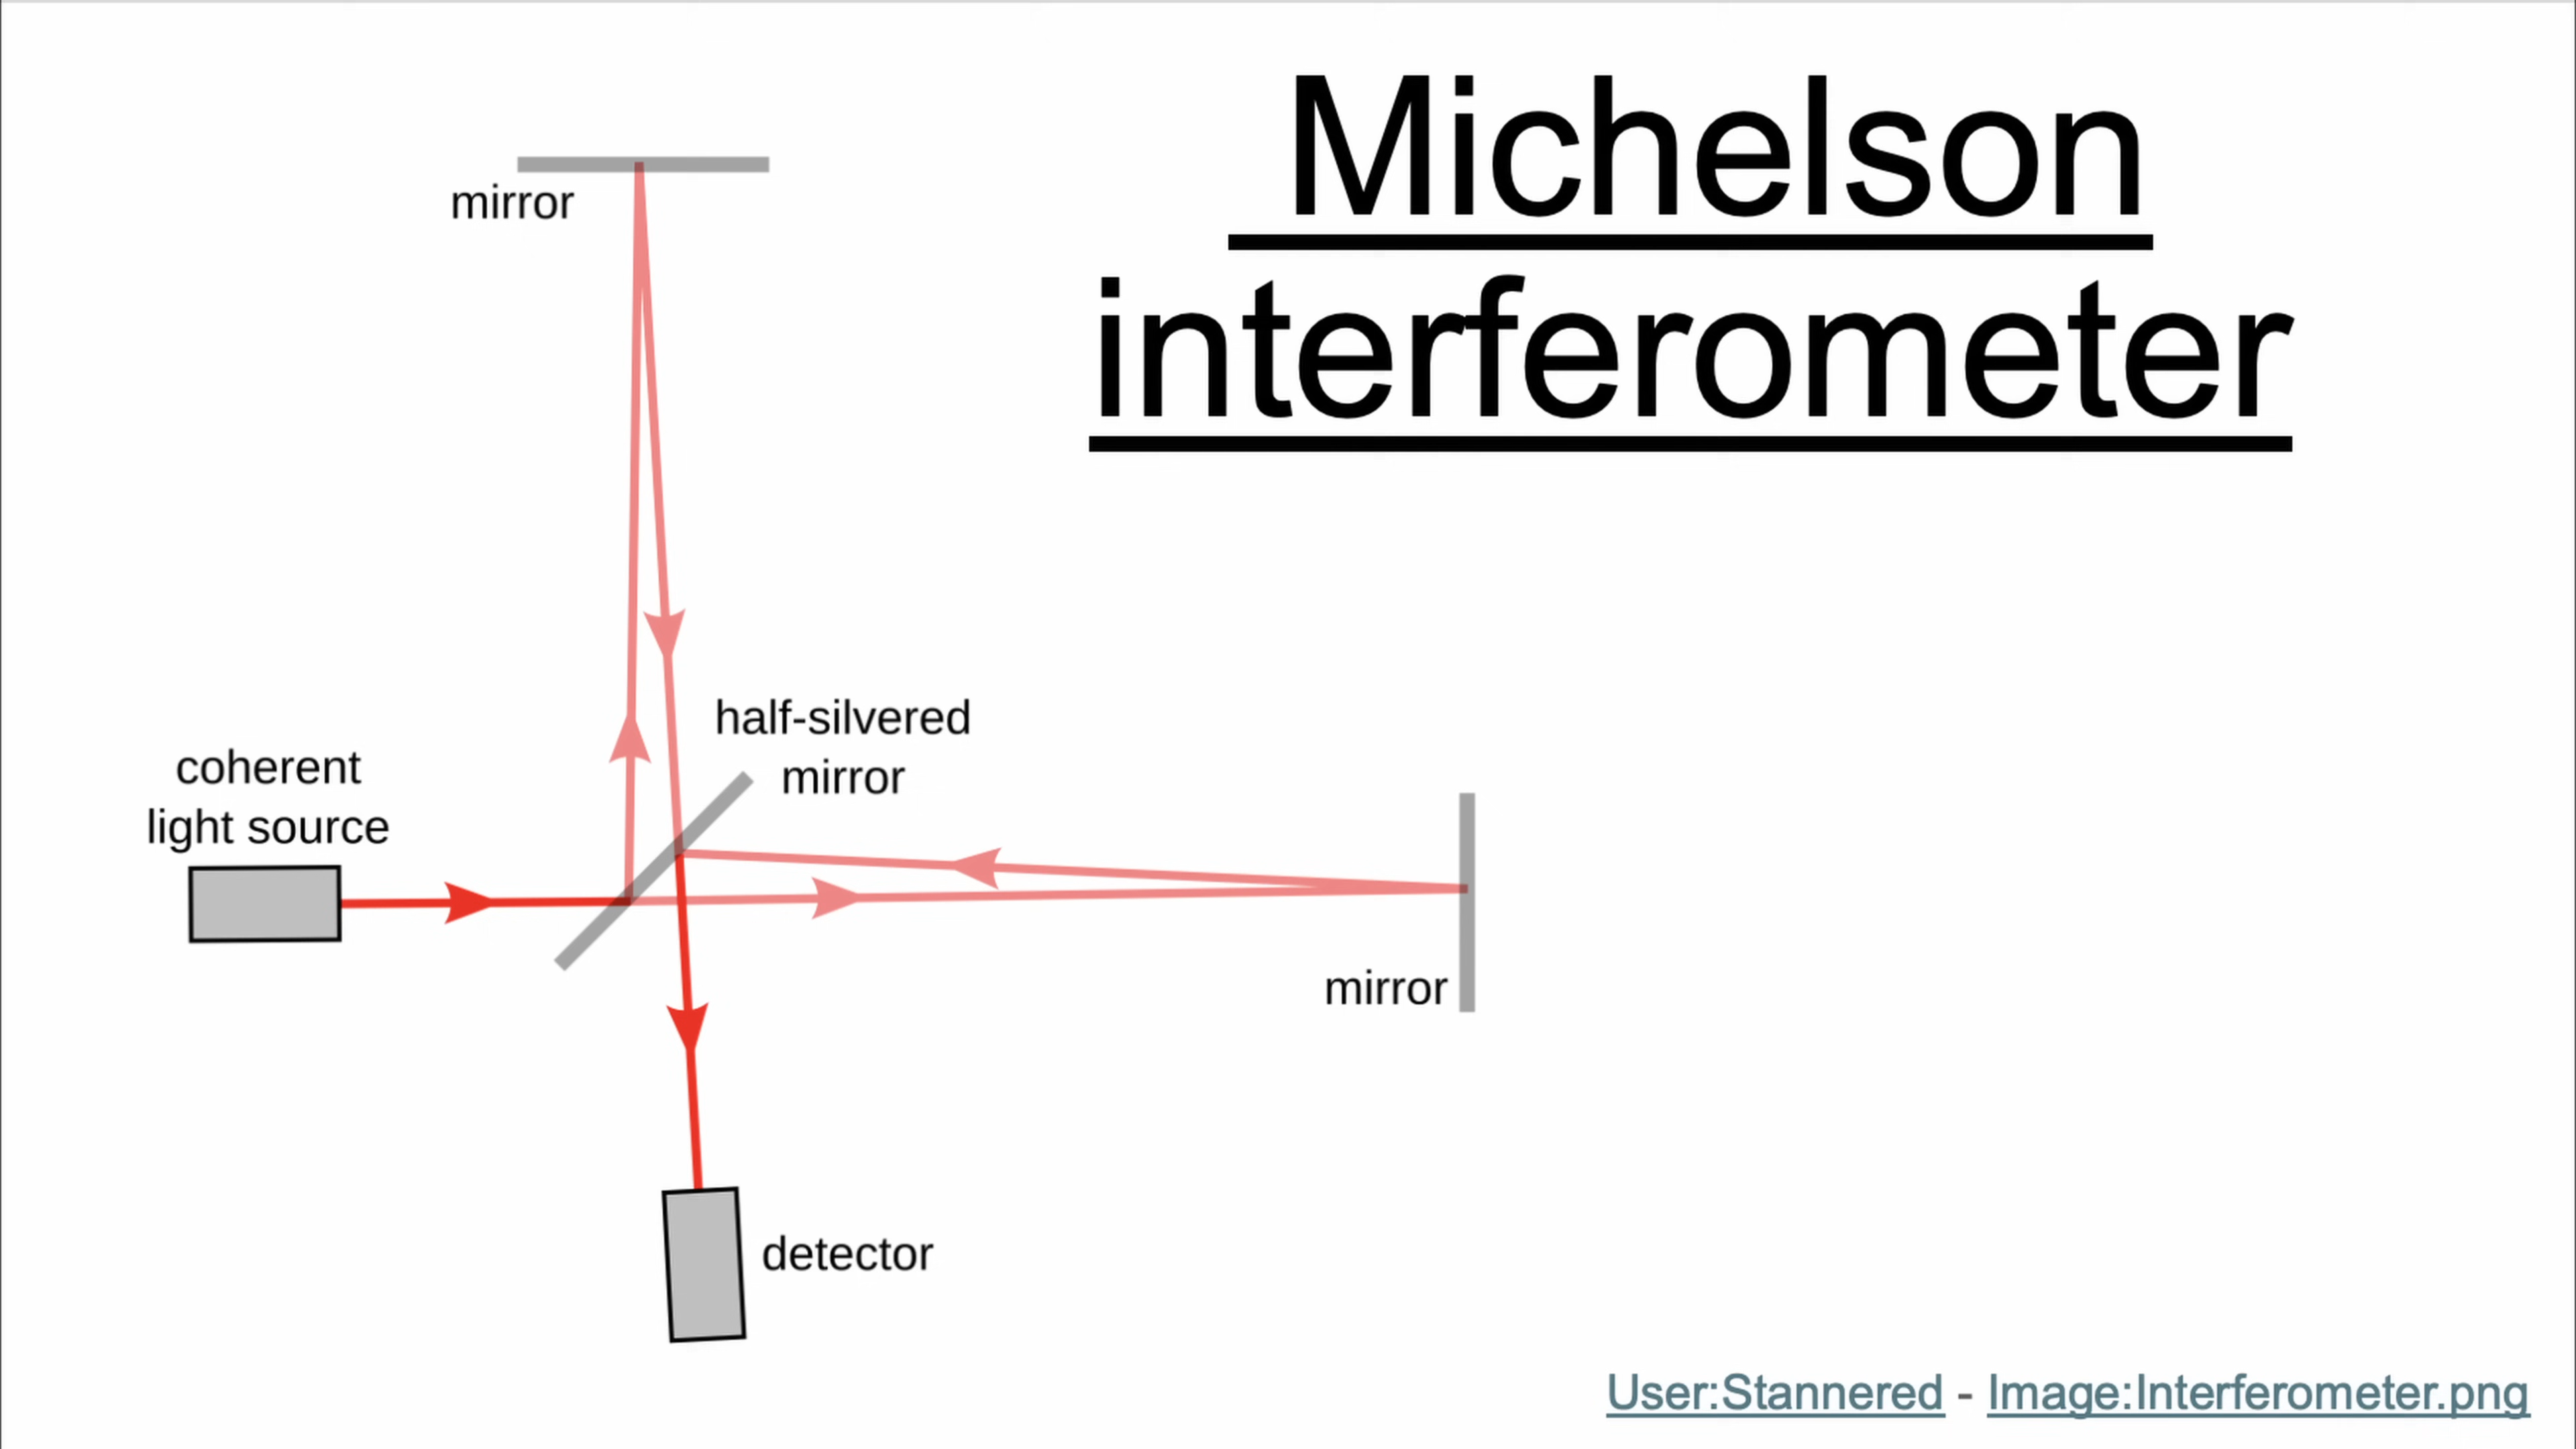 Michelson
interferometer
mirror
half-silvered
mirror
coherent
light source
mirror
detector
User:Stannered - Image:Interferometer.png